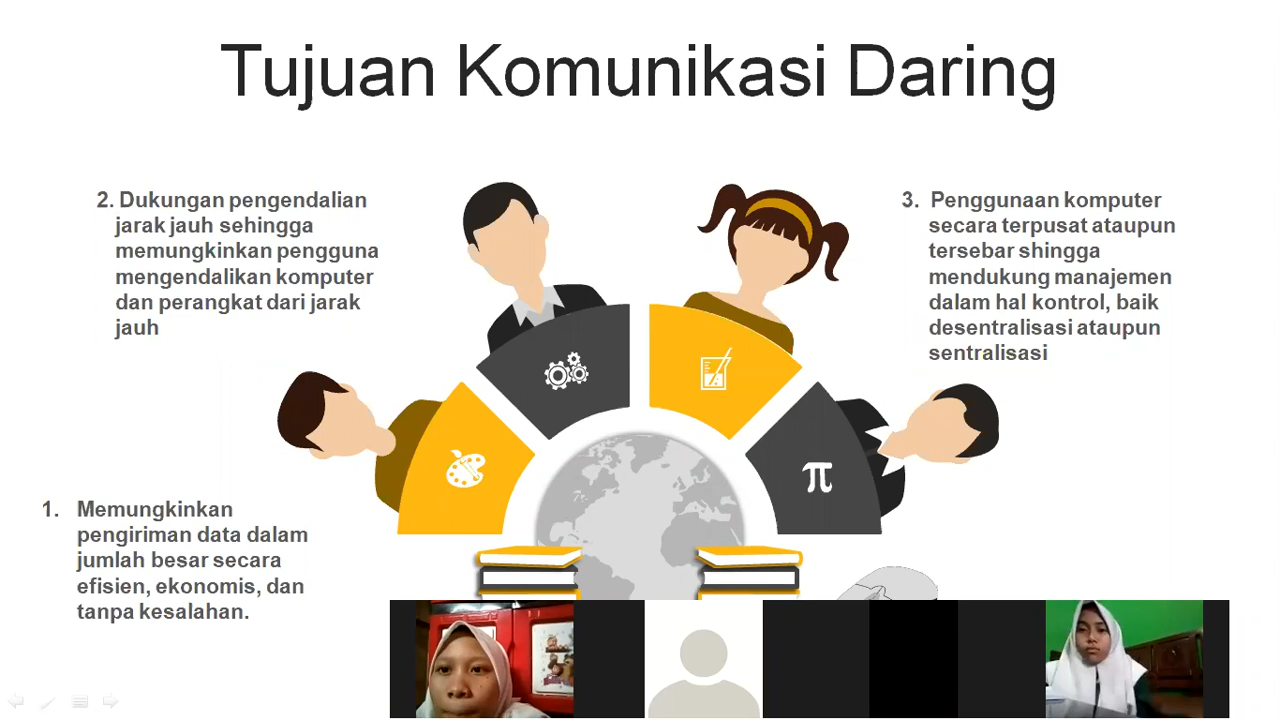 Tujuan Komunikasi Daring
2. Dukungan pengendalian
jarak jauh sehingga
memungkinkan pengguna
mengendalikan komputer
dan perangkat dari jarak
jauh
3. Penggunaan komputer
secara terpusat ataupun
tersebar shingga
mendukung manajemen
dalam hal kontrol, baik
desentralisasi ataupun
sentralisasi
1. Memungkinkan
pengiriman data dalam
jumlah besar secara
efisien, ekonomis, dan
tanpa kesalahan.
π